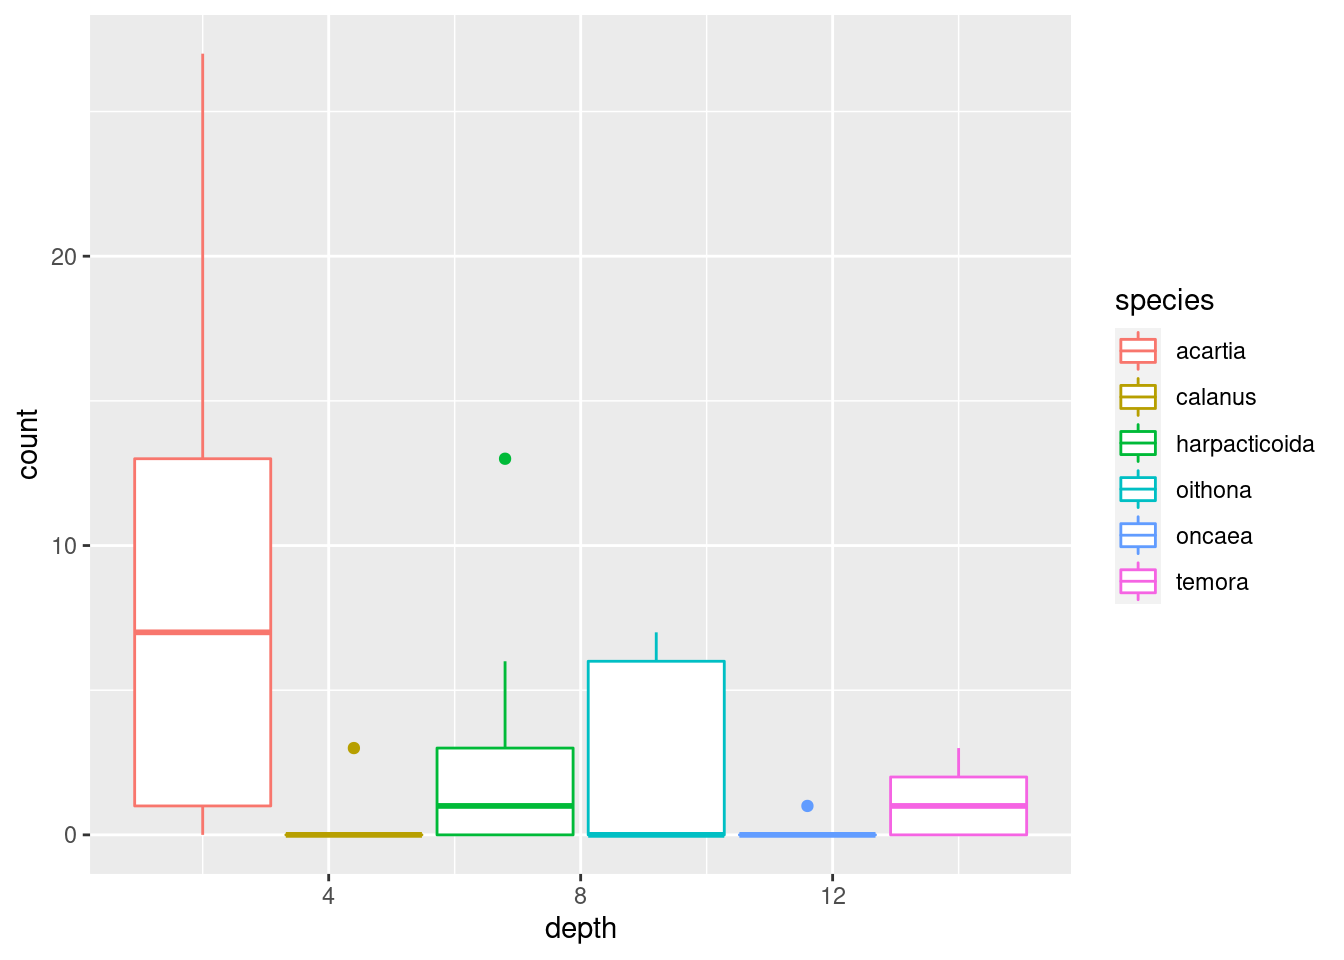 20
10
0
count
4
8
12
depth
species
acartia
calanus
harpacticoida
oithona
oncaea
temora